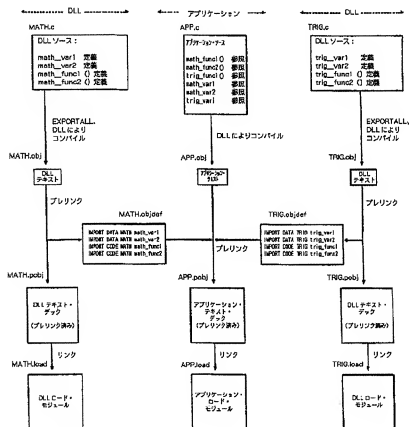 DLL
アプリケーション
DLL
MATH.c
APP.c
TRIG.c
DLLソース:
math_var1 定義
math_var2 定義
math_func1 () 定義
math_func2 () 定義
アプリケーション・ソース
math_func1() 参照
math_func2() 参照
trig_func1() 参照
math_var1 参照
math_var2 参照
trig_var1 参照
DLLソース:
trig_var1 定義
trig_var2 定義
trig_func1 () 定義
trig_func2 () 定義
EXPORTALL,
DLLにより
コンパイル
DLLによりコンパイル
EXPORTALL,
DLLにより
コンパイル
MATH.obj
APP.obj
TRIG.obj
DLL
テキスト
アプリケーション・
テキスト
DLL
テキスト
プレリンク
プレリンク
MATH.objdef
TRIG.objdef
IMPORT DATA MATH math_var1
IMPORT DATA MATH math_var2
IMPORT CODE MATH math_func1
IMPORT CODE MATH math_func2
プレリンク
IMPORT DATA TRIG trig_var1
IMPORT DATA TRIG trig_var2
IMPORT CODE TRIG trig_func1
IMPORT CODE TRIG trig_func2
MATH.pobj
APP.pobj
TRIG.pobj
DLLテキスト・
デック
(プレリンク済み)
アプリケーション・
テキスト・
デック
(プレリンク済み)
DLLテキスト・
デック
(プレリンク済み)
リンク
リンク
リンク
MATH.load
APP.load
TRIG.load
DLLロード・
モジュール
アプリケーション・
ロード・
モジュール
DLLロード・
モジュール